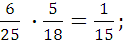 6/25 · 5/18 = 1/15;